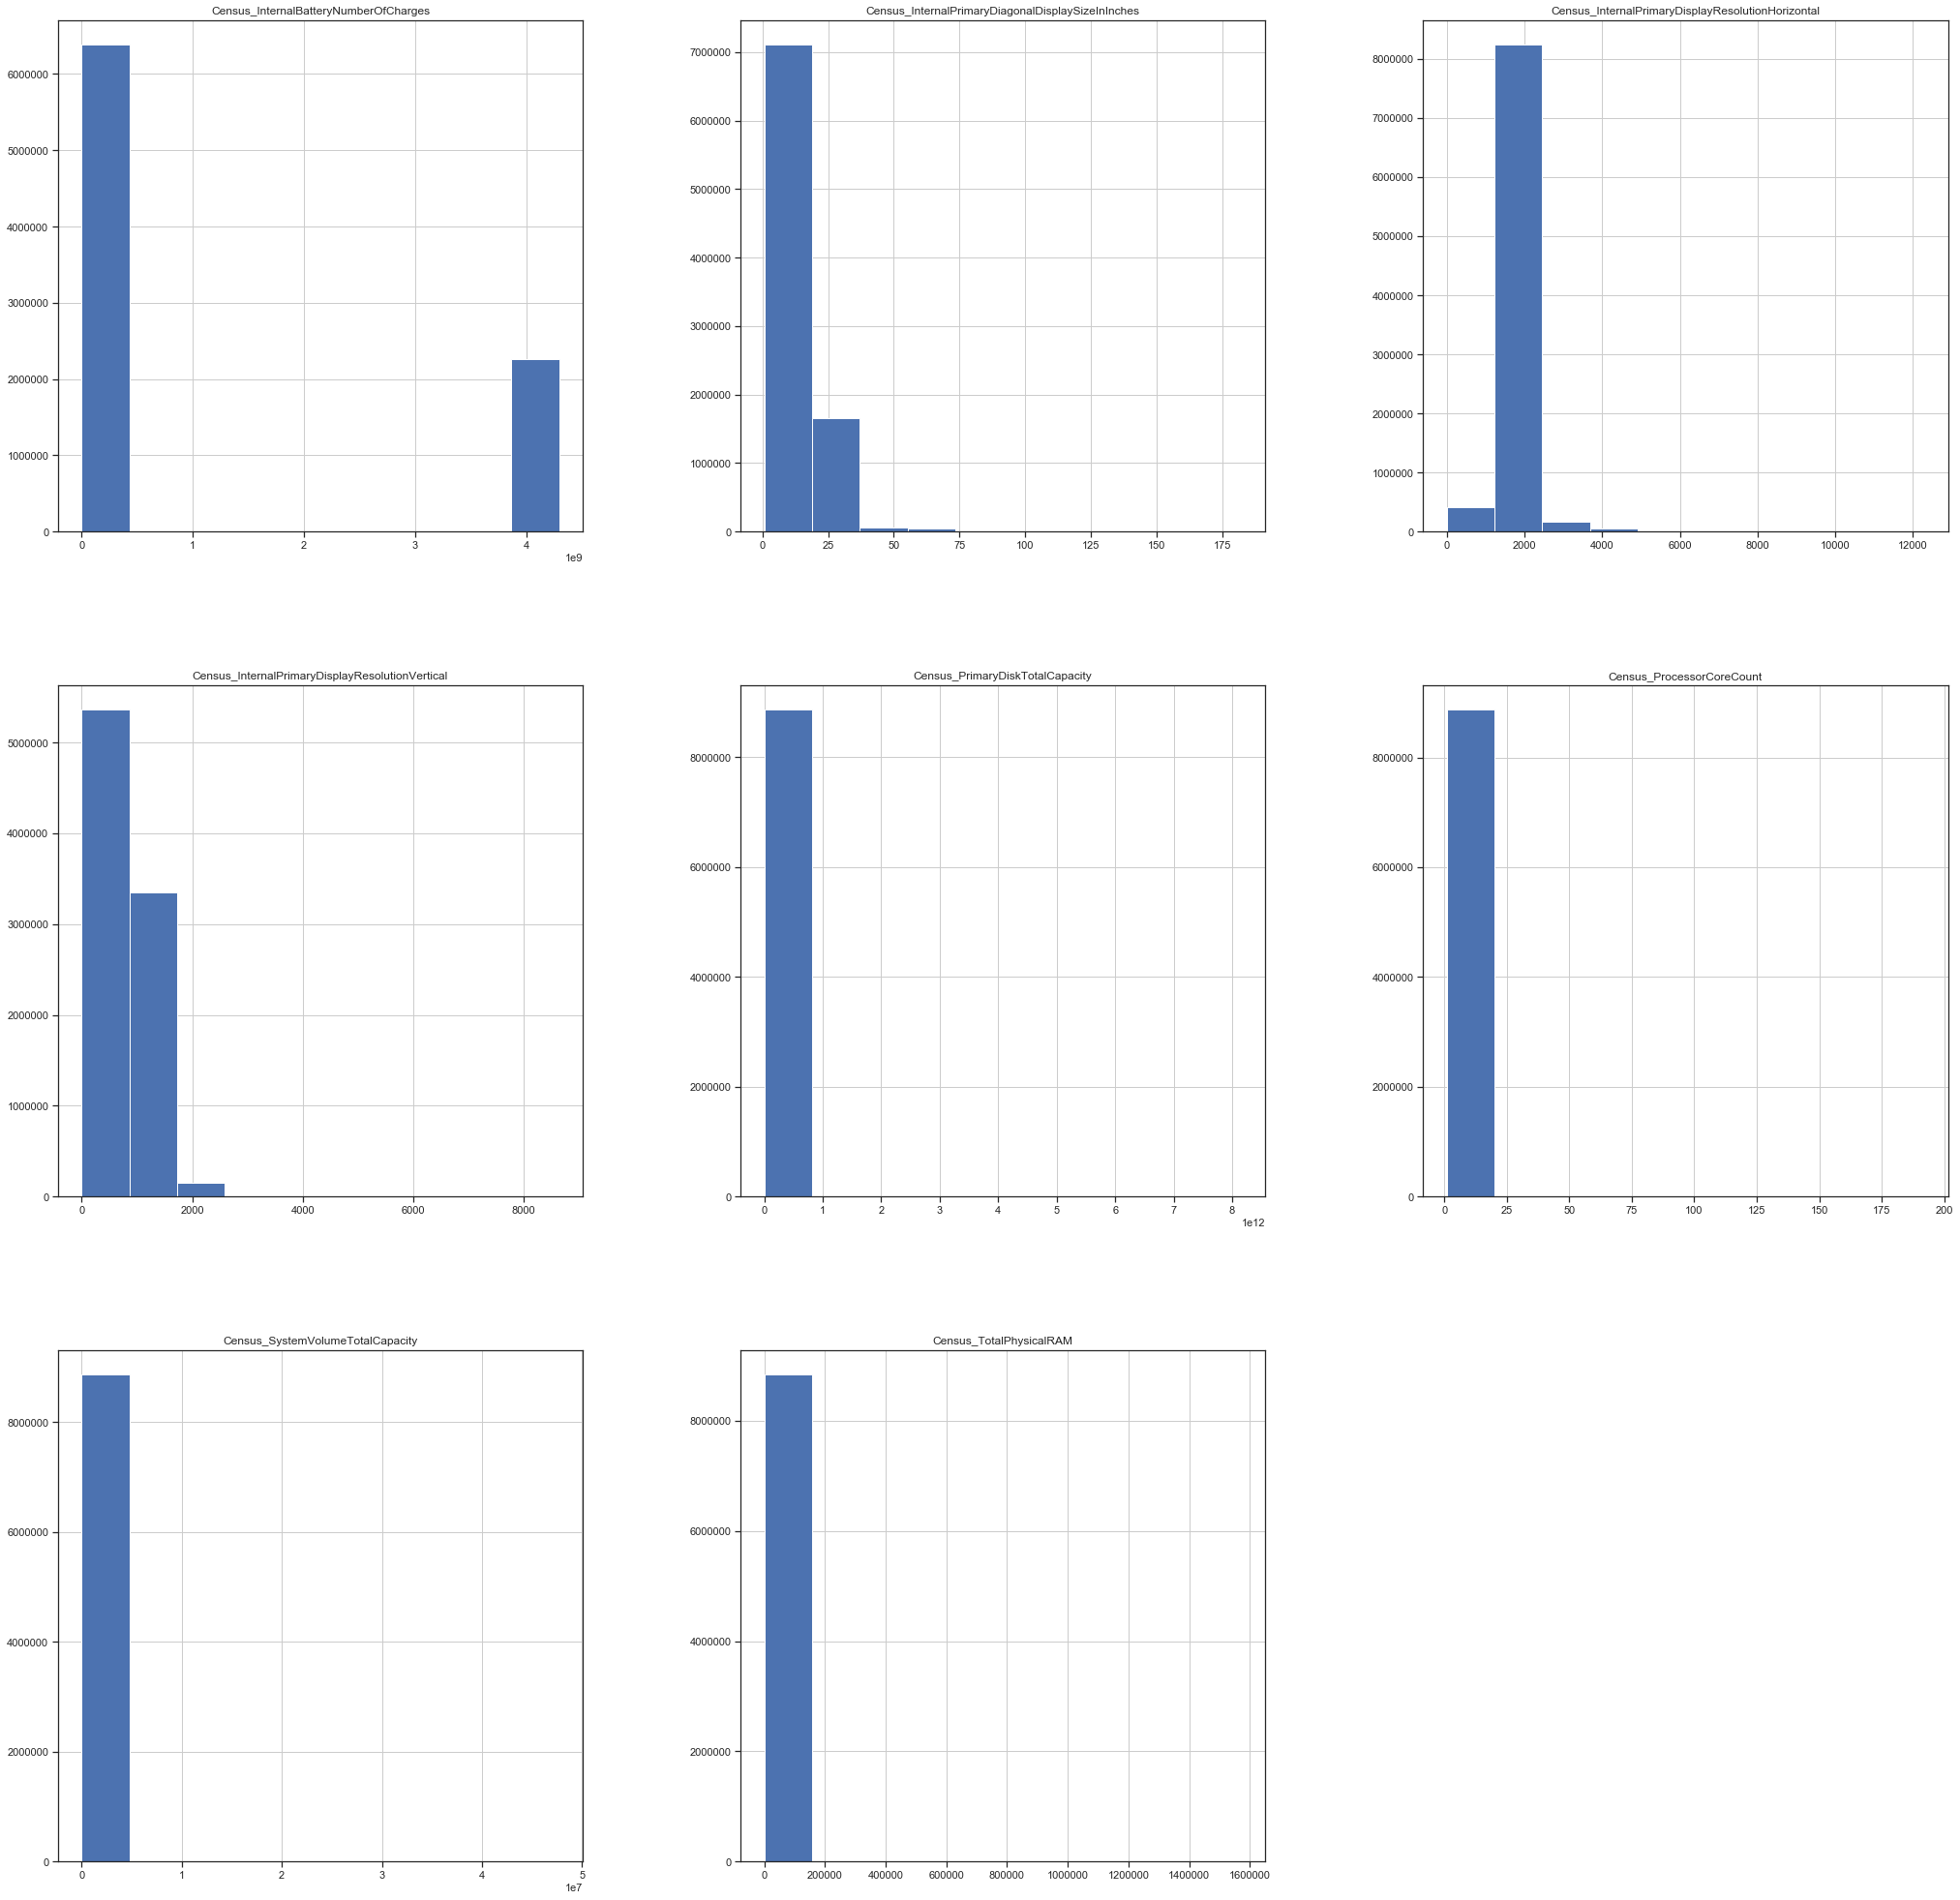 Census_InternalBatteryNumberOfCharges
6000000
5000000
4000000
3000000
2000000
1000000
0
0 1 2 3 4
1e9
Census_InternalPrimaryDiagonalDisplaySizeInInches
7000000
6000000
5000000
4000000
3000000
2000000
1000000
0
0 25 50 75 100 125 150 175
Census_InternalPrimaryDisplayResolutionHorizontal
8000000
7000000
6000000
5000000
4000000
3000000
2000000
1000000
0
0 2000 4000 6000 8000 10000 12000
Census_InternalPrimaryDisplayResolutionVertical
5000000
4000000
3000000
2000000
1000000
0
0 2000 4000 6000 8000
Census_PrimaryDiskTotalCapacity
8000000
6000000
4000000
2000000
0
0 1 2 3 4 5 6 7 8
1e12
Census_ProcessorCoreCount
8000000
6000000
4000000
2000000
0
0 25 50 75 100 125 150 175 200
Census_SystemVolumeTotalCapacity
8000000
6000000
4000000
2000000
0
0 1 2 3 4 5
1e7
Census_TotalPhysicalRAM
8000000
6000000
4000000
2000000
0
0 200000 400000 600000 800000 1000000 1200000 1400000 1600000